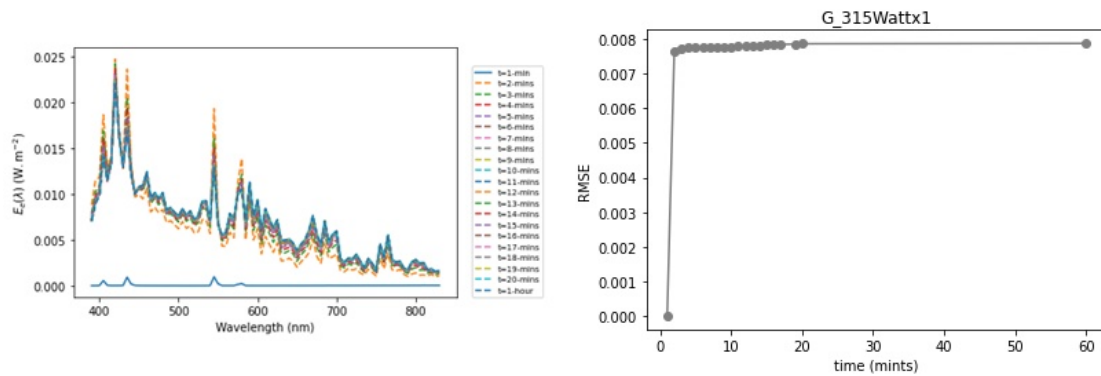 0.025
0.020
0.015
0.010
0.005
0.000
E_e(λ) (W.m⁻²)
400 500 600 700 800
Wavelength (nm)
t=1-min
t=2-mins
t=3-mins
t=4-mins
t=5-mins
t=6-mins
t=7-mins
t=8-mins
t=9-mins
t=10-mins
t=11-mins
t=12-mins
t=13-mins
t=14-mins
t=15-mins
t=16-mins
t=17-mins
t=18-mins
t=19-mins
t=20-mins
t=1-hour
G_315Wattx1
0.008
0.007
0.006
0.005
0.004
0.003
0.002
0.001
0.000
RMSE
0 10 20 30 40 50 60
time (mints)